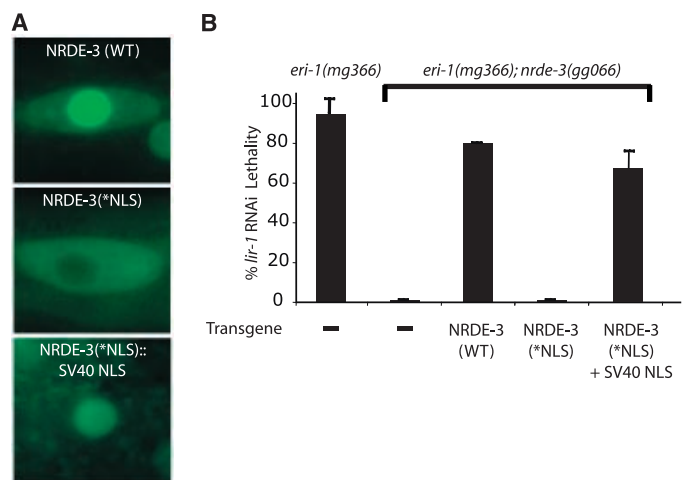 A
NRDE-3 (WT)
NRDE-3(*NLS)
NRDE-3(*NLS)::
SV40 NLS
B
eri-1(mg366)
eri-1(mg366); nrde-3(gg066)
% lir-1 RNAi Lethality
100
80
60
40
20
0
Transgene
–
–
NRDE-3
(WT)
NRDE-3
(*NLS)
NRDE-3
(*NLS)
+ SV40 NLS